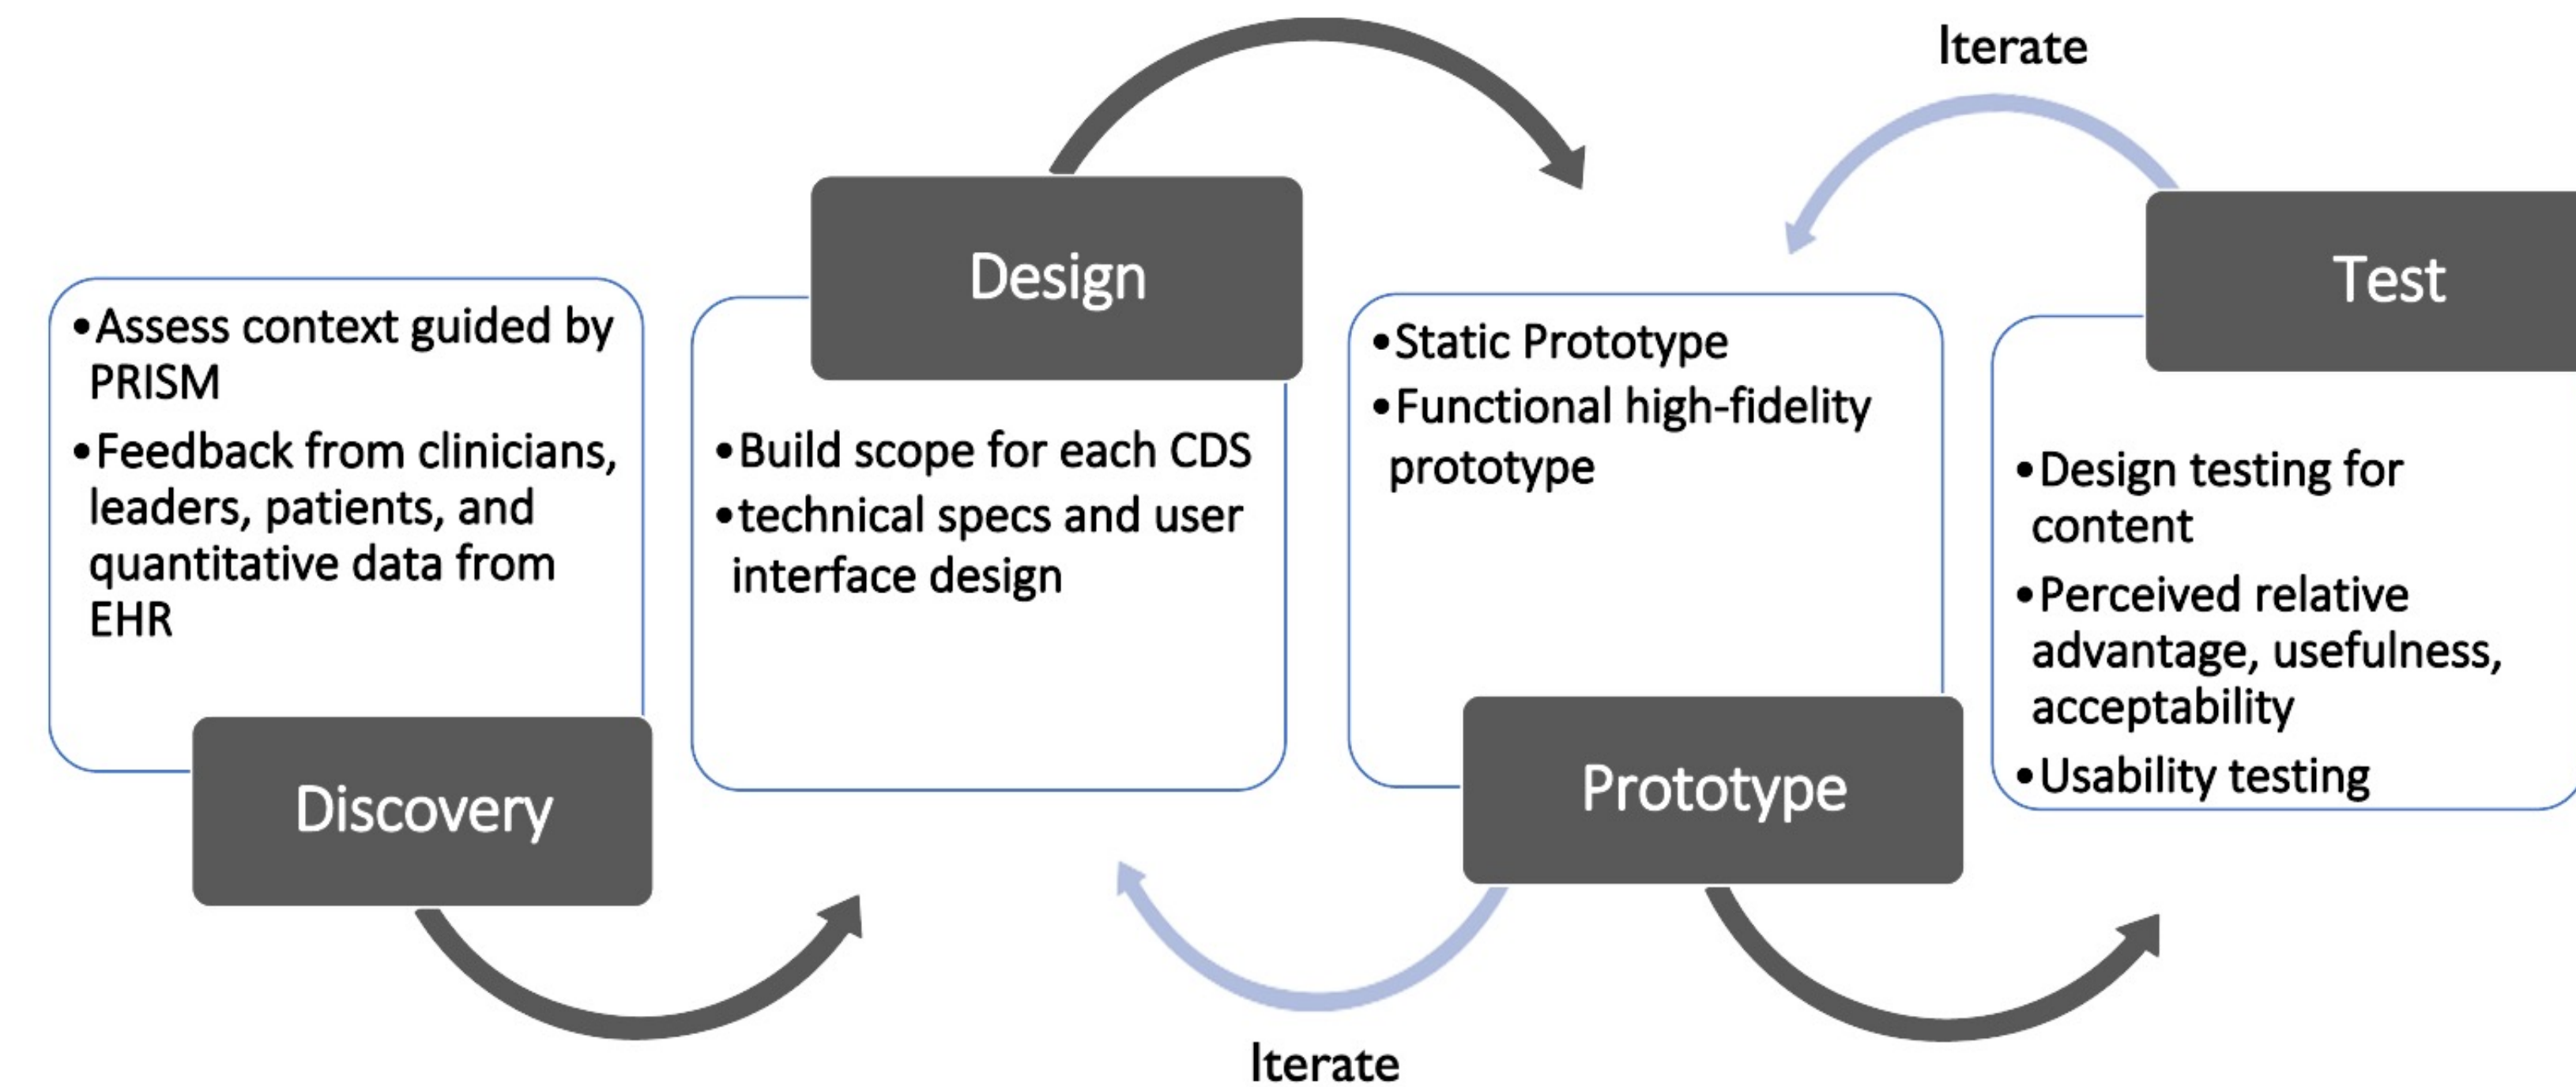 Iterate
Design
Test
•Assess context guided by
PRISM
•Feedback from clinicians,
leaders, patients, and
quantitative data from
EHR
Discovery
•Build scope for each CDS
•technical specs and user
interface design
•Static Prototype
•Functional high-fidelity
prototype
Prototype
•Design testing for
content
•Perceived relative
advantage, usefulness,
acceptability
•Usability testing
Iterate